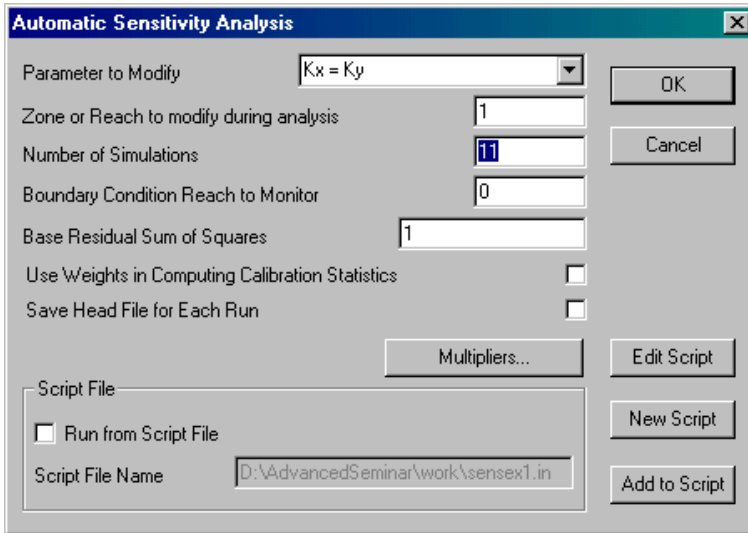 Automatic Sensitivity Analysis
Parameter to Modify
Kx = Ky
OK
Zone or Reach to modify during analysis
1
Number of Simulations
11
Cancel
Boundary Condition Reach to Monitor
0
Base Residual Sum of Squares
1
Use Weights in Computing Calibration Statistics
Save Head File for Each Run
Multipliers...
Edit Script
Script File
Run from Script File
New Script
Script File Name
D:\AdvancedSeminar\work\sensex1.in
Add to Script